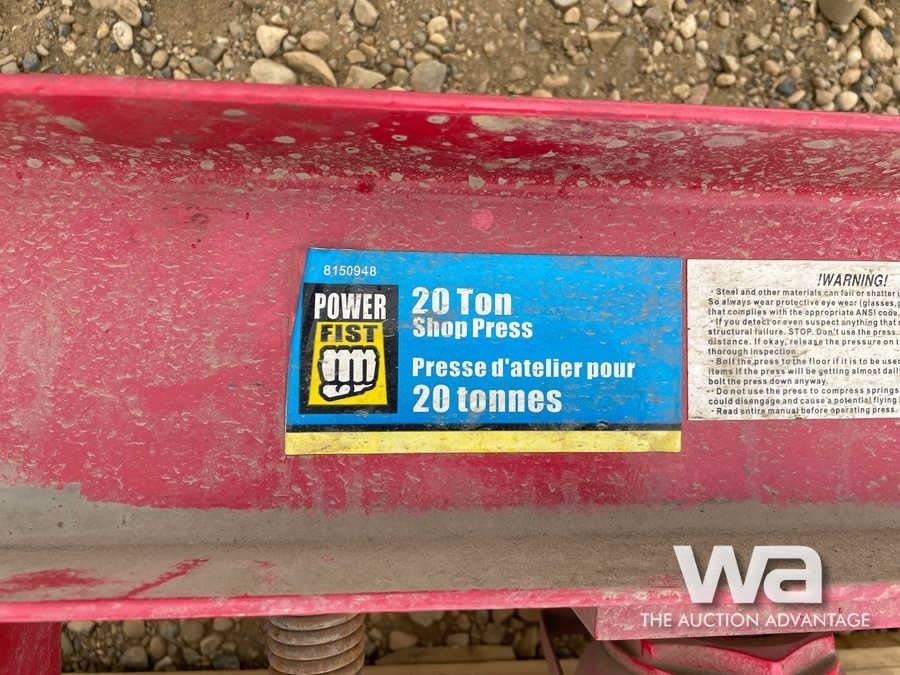 8150948
POWER
FIST
20 Ton
Shop Press
Presse d'atelier pour
20 tonnes
!WARNING!
· Steel and other materials can fail or shatter
So always wear protective eye wear (glasses,
that complies with the appropriate ANSI code.
· If you detect or even suspect anything that
structural failure. STOP. Don't use the press.
distance. If okay, release the pressure on
thorough inspection.
· Bolt the press to the floor if it is to be used
items if the press will be getting almost daily
bolt the press down anyway.
· Do not use the press to compress springs
could disengage and cause a potential flying
· Read entire manual before operating press.
wa
THE AUCTION ADVANTAGE